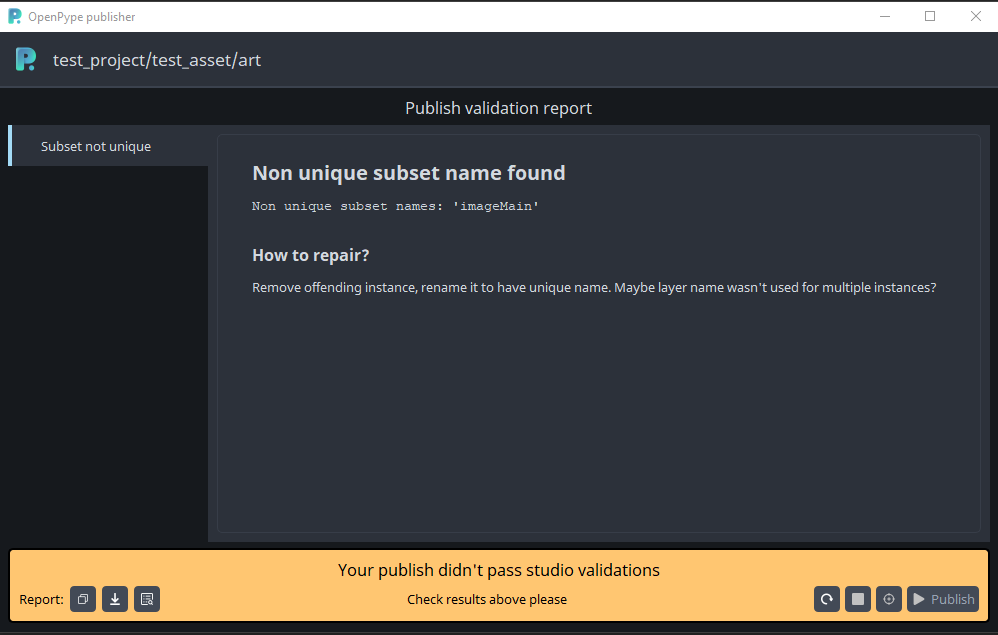 OpenPype publisher
test_project/test_asset/art
Publish validation report
Subset not unique
Non unique subset name found
Non unique subset names: 'imageMain'
How to repair?
Remove offending instance, rename it to have unique name. Maybe layer name wasn't used for multiple instances?
Your publish didn't pass studio validations
Report:
Check results above please
Publish